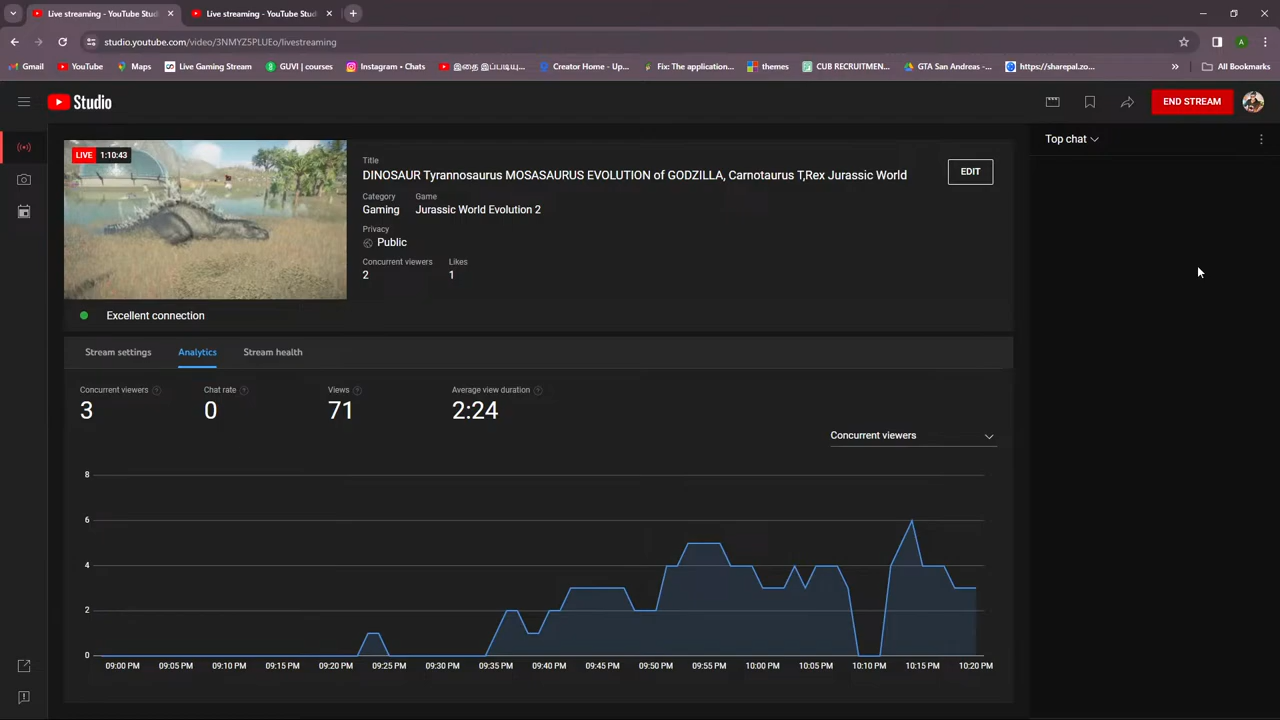 Live streaming - YouTube Stud
Live streaming - YouTube Stud
studio.youtube.com/video/3NMYZ5PLUEo/livestreaming
Gmail
YouTube
Maps
Live Gaming Stream
GUVI | courses
Instagram • Chats
இதை இப்படியு...
Creator Home - Up...
Fix: The application...
themes
CUB RECRUITMEN...
GTA San Andreas -...
https://sharepal.zo...
»
All Bookmarks
Studio
END STREAM
LIVE 1:10:43
Title
DINOSAUR Tyrannosaurus MOSASAURUS EVOLUTION of GODZILLA, Carnotaurus T,Rex Jurassic World
EDIT
Category Game
Gaming Jurassic World Evolution 2
Privacy
Public
Concurrent viewers Likes
2 1
Excellent connection
Top chat
Stream settings Analytics Stream health
Concurrent viewers Chat rate Views Average view duration
3 0 71 2:24
Concurrent viewers
8
6
4
2
0
09:00 PM 09:05 PM 09:10 PM 09:15 PM 09:20 PM 09:25 PM 09:30 PM 09:35 PM 09:40 PM 09:45 PM 09:50 PM 09:55 PM 10:00 PM 10:05 PM 10:10 PM 10:15 PM 10:20 PM